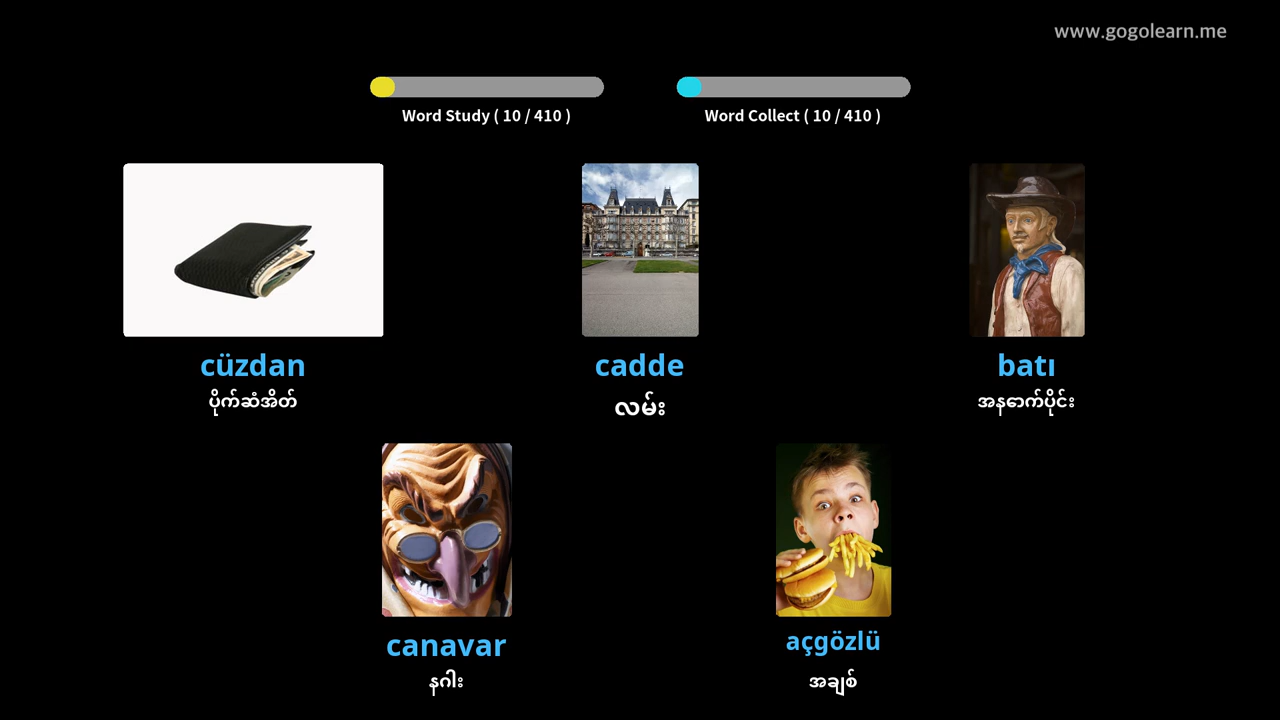 www.gogolearn.me
Word Study ( 10 / 410 )
Word Collect ( 10 / 410 )
cüzdan
ပိုက်ဆံအိတ်
cadde
လမ်း
batı
အနောက်ပိုင်း
canavar
နဂါး
açgözlü
အချစ်